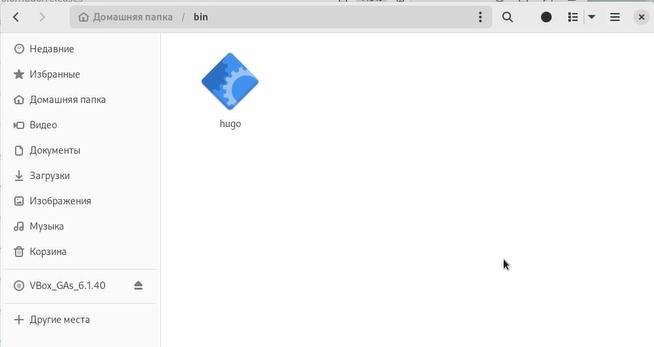 Домашняя папка / bin
Недавние
Избранные
Домашняя папка
Видео
Документы
Загрузки
Изображения
Музыка
Корзина
VBox_GAs_6.1.40
Другие места
hugo